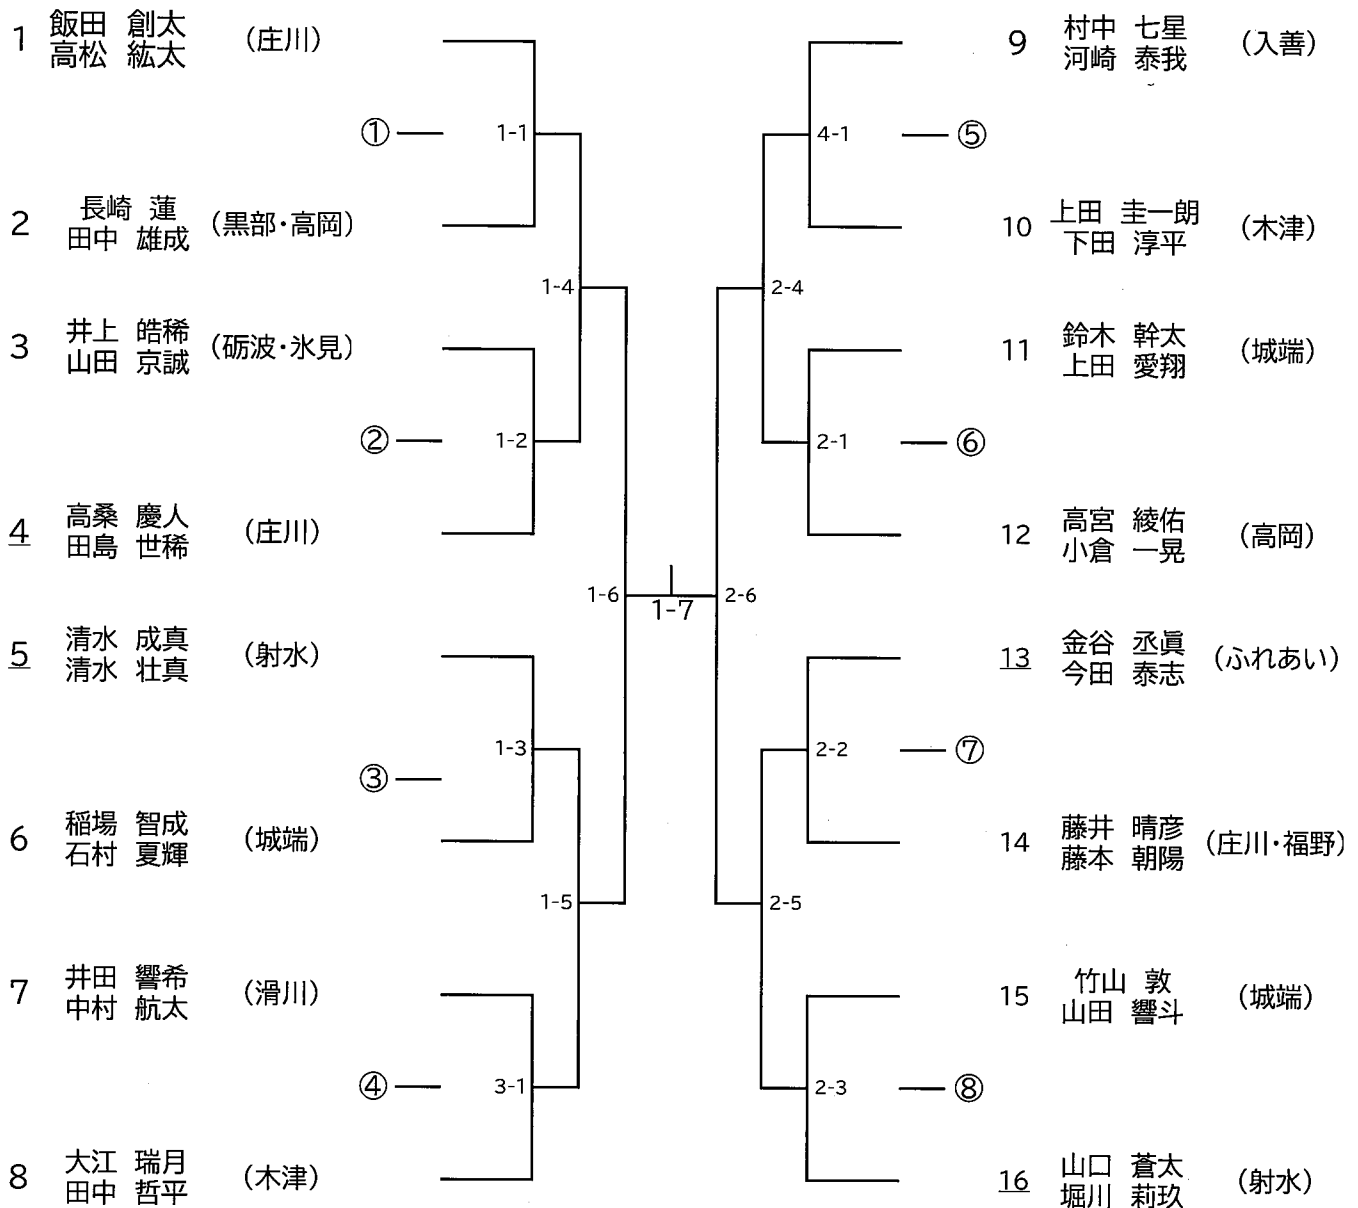 1 飯田 創太 (庄川)
高松 紘太
① 1-1
2 長崎 蓮 (黒部・高岡)
田中 雄成
1-4
3 井上 皓稀 (砺波・氷見)
山田 京誠
② 1-2
4 高桑 慶人 (庄川)
田島 世稀
1-6
5 清水 成真 (射水)
清水 壮真
1-3
③
6 稲場 智成 (城端)
石村 夏輝
1-5
7 井田 響希 (滑川)
中村 航太
④ 3-1
8 大江 瑞月 (木津)
田中 哲平
1-7
9 村中 七星 (入善)
河崎 泰我
4-1 ⑤
10 上田 圭一朗 (木津)
下田 淳平
2-4
11 鈴木 幹太 (城端)
上田 愛翔
2-1 ⑥
12 高宮 綾佑 (高岡)
小倉 一晃
2-6
13 金谷 丞眞 (ふれあい)
今田 泰志
2-2 ⑦
14 藤井 晴彦 (庄川・福野)
藤本 朝陽
2-5
15 竹山 敦 (城端)
山田 響斗
2-3 ⑧
16 山口 蒼太 (射水)
堀川 莉玖